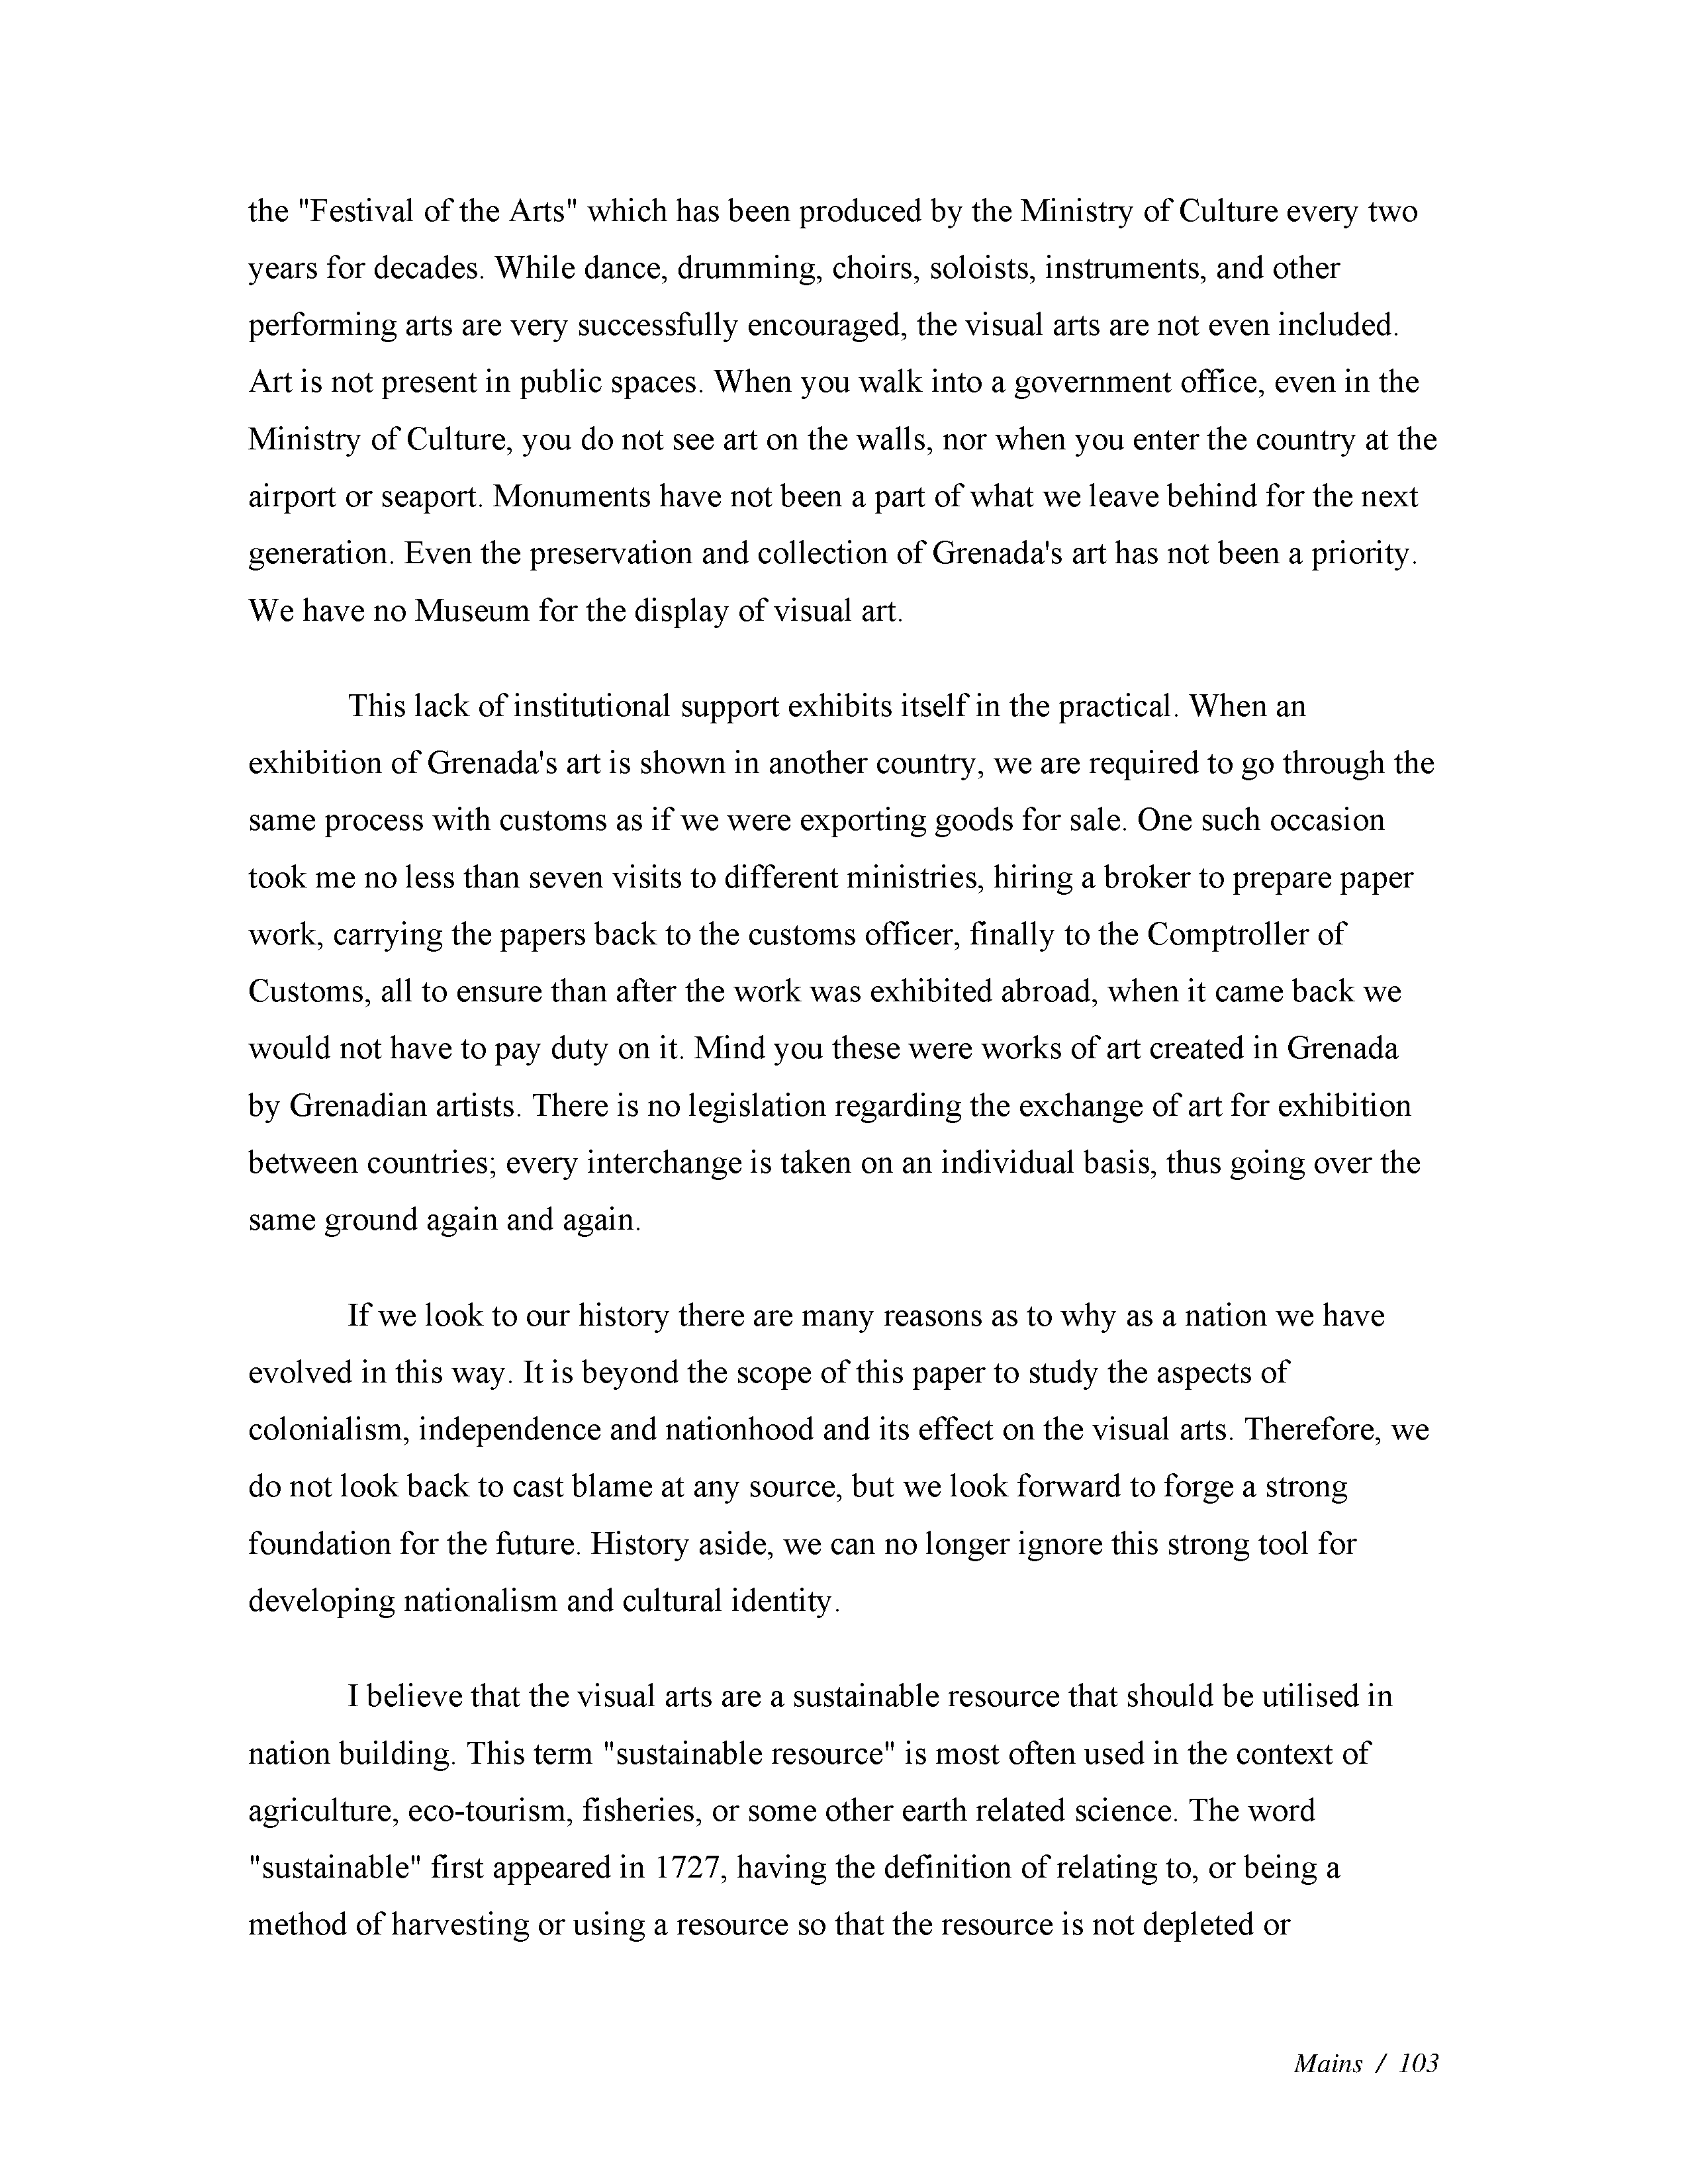 the "Festival of the Arts" which has been produced by the Ministry of Culture every two
years for decades. While dance, drumming, choirs, soloists, instruments, and other
performing arts are very successfully encouraged, the visual arts are not even included.
Art is not present in public spaces. When you walk into a government office, even in the
Ministry of Culture, you do not see art on the walls, nor when you enter the country at the
airport or seaport. Monuments have not been a part of what we leave behind for the next
generation. Even the preservation and collection of Grenada's art has not been a priority.
We have no Museum for the display of visual art.
This lack of institutional support exhibits itself in the practical. When an
exhibition of Grenada's art is shown in another country, we are required to go through the
same process with customs as if we were exporting goods for sale. One such occasion
took me no less than seven visits to different ministries, hiring a broker to prepare paper
work, carrying the papers back to the customs officer, finally to the Comptroller of
Customs, all to ensure than after the work was exhibited abroad, when it came back we
would not have to pay duty on it. Mind you these were works of art created in Grenada
by Grenadian artists. There is no legislation regarding the exchange of art for exhibition
between countries; every interchange is taken on an individual basis, thus going over the
same ground again and again.
If we look to our history there are many reasons as to why as a nation we have
evolved in this way. It is beyond the scope of this paper to study the aspects of
colonialism, independence and nationhood and its effect on the visual arts. Therefore, we
do not look back to cast blame at any source, but we look forward to forge a strong
foundation for the future. History aside, we can no longer ignore this strong tool for
developing nationalism and cultural identity.
I believe that the visual arts are a sustainable resource that should be utilised in
nation building. This term "sustainable resource" is most often used in the context of
agriculture, eco-tourism, fisheries, or some other earth related science. The word
"sustainable" first appeared in 1727, having the definition of relating to, or being a
method of harvesting or using a resource so that the resource is not depleted or
Mains / 103